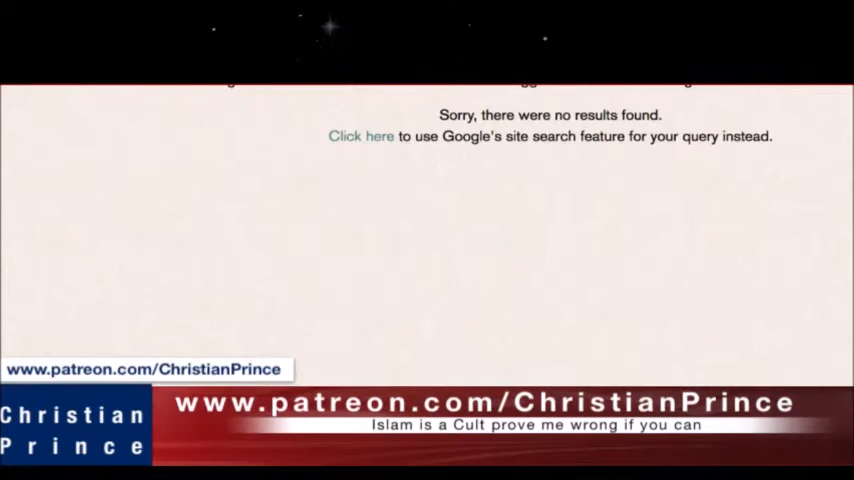 Sorry, there were no results found.
Click here to use Google's site search feature for your query instead.
www.patreon.com/ChristianPrince
www.patreon.com/ChristianPrince
Islam is a Cult prove me wrong if you can
Christian
Prince